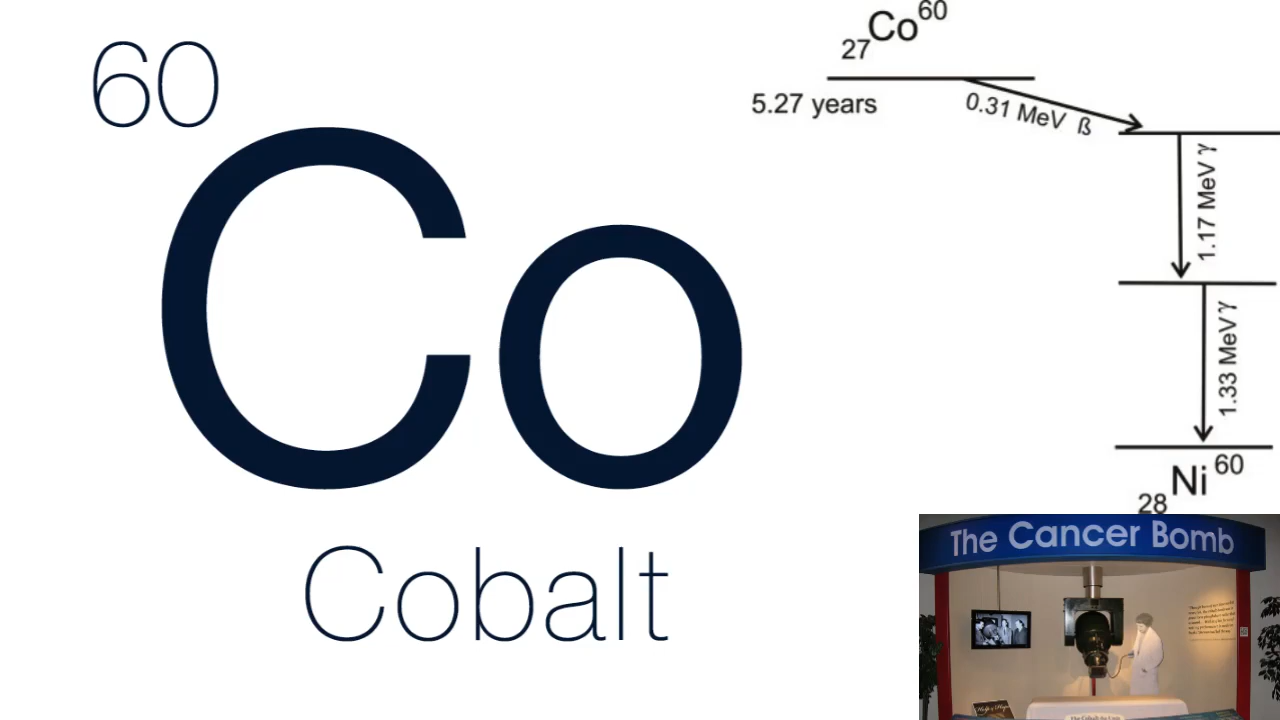 60
Co
Cobalt
27Co60
5.27 years
0.31 MeV ß
1.17 MeV γ
1.33 MeV γ
28Ni60
The Cancer Bomb